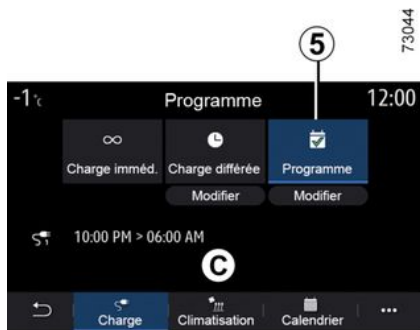 73044
5
-1°c Programme 12:00
∞ 
Charge imméd. Charge différée Programme
Modifier Modifier
10:00 PM > 06:00 AM
C
Charge Climatisation Calendrier ...